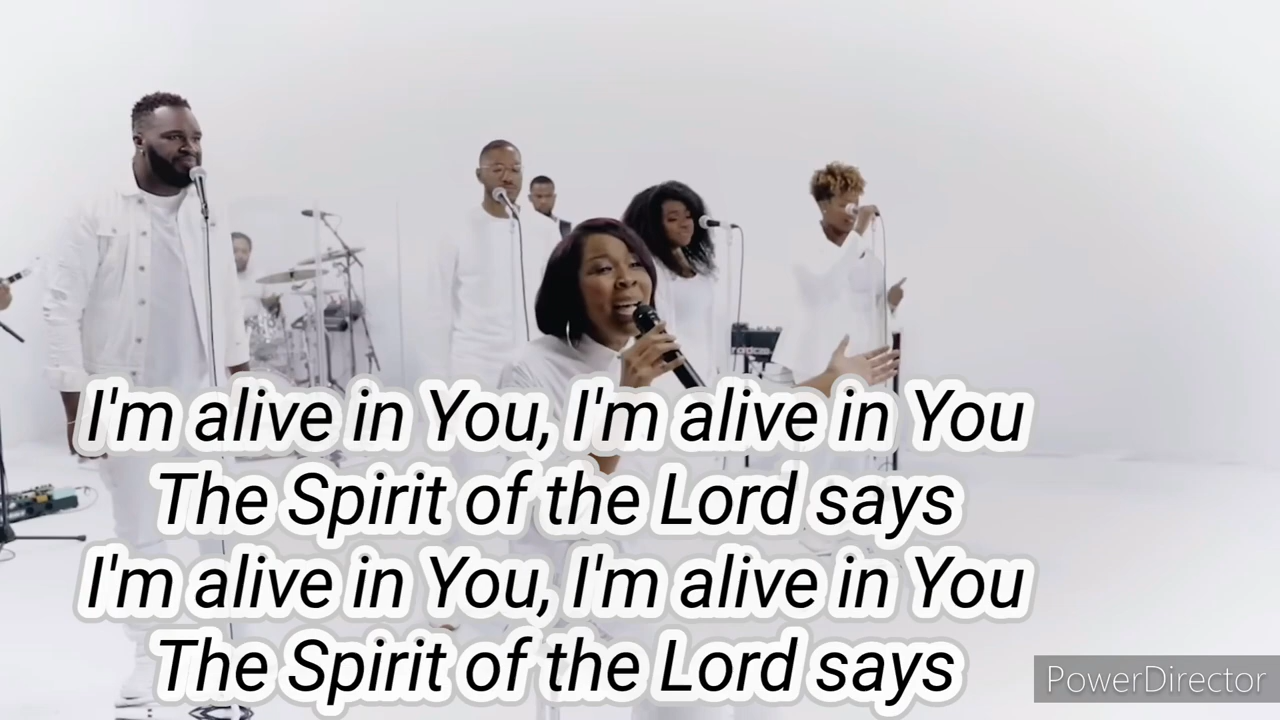 I'm alive in You, I'm alive in You
The Spirit of the Lord says
I'm alive in You, I'm alive in You
The Spirit of the Lord says
PowerDirector